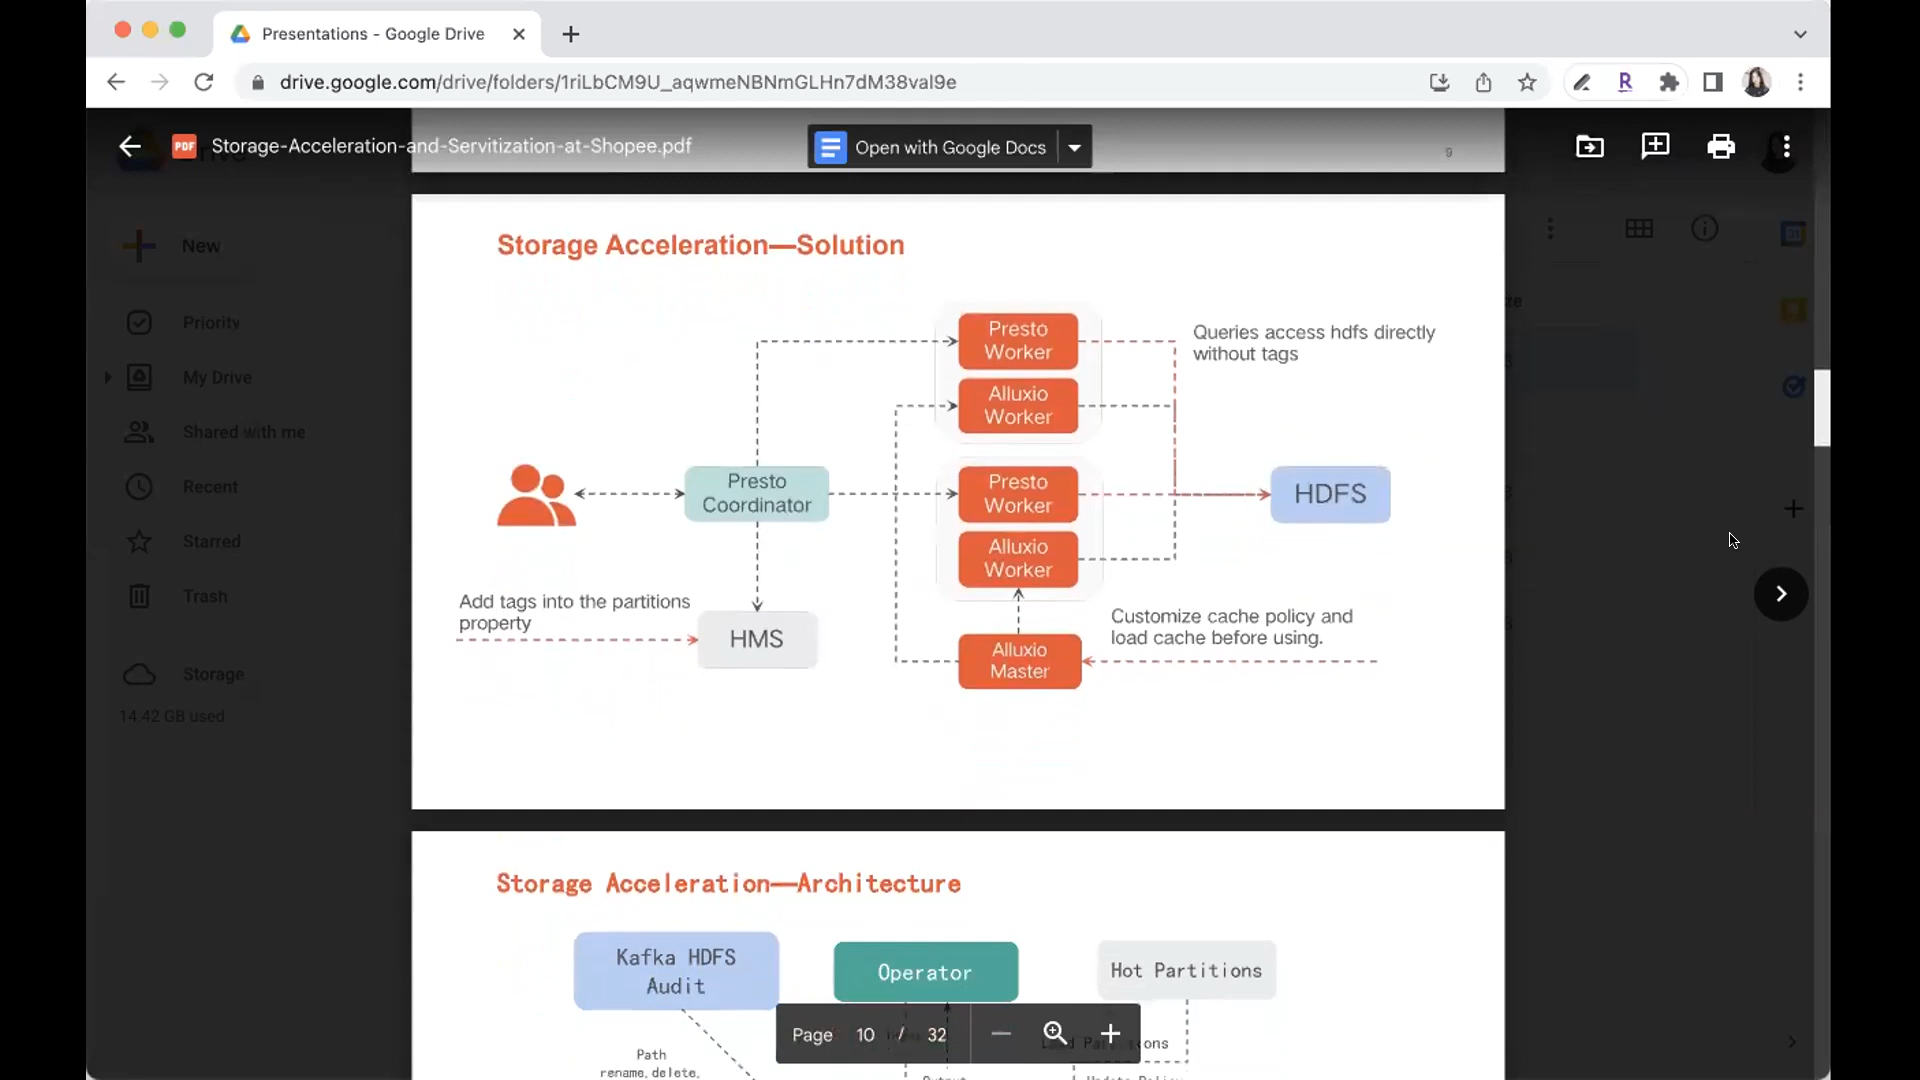 Presentations - Google Drive
drive.google.com/drive/folders/1riLbCM9U_aqwmeNBNmGLHn7dM38val9e
PDF
Storage-Acceleration-and-Servitization-at-Shopee.pdf
Open with Google Docs
9
New
Priority
My Drive
Shared with me
Recent
Starred
Trash
Storage
14.42 GB used
Storage Acceleration—Solution
Presto
Worker
Queries access hdfs directly
without tags
Alluxio
Worker
Presto
Coordinator
Presto
Worker
HDFS
Alluxio
Worker
Add tags into the partitions
property
HMS
Customize cache policy and
load cache before using.
Alluxio
Master
Storage Acceleration—Architecture
Kafka HDFS
Audit
Operator
Hot Partitions
Page 10 / 32
Path
rename,delete,